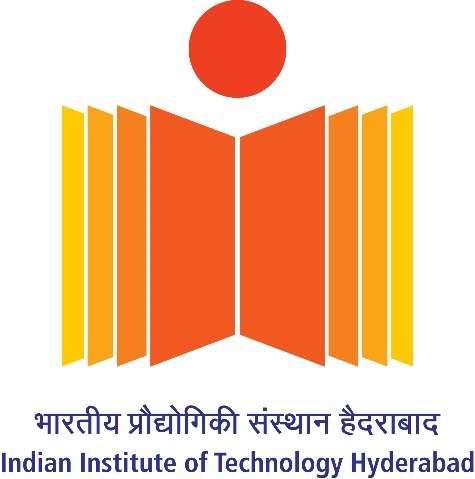 भारतीय प्रौद्योगिकी संस्थान हैदराबाद
Indian Institute of Technology Hyderabad